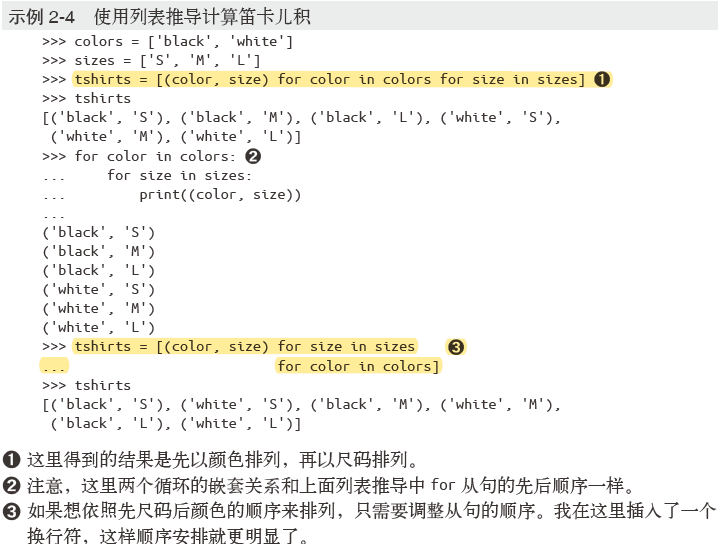 示例 2-4 使用列表推导计算笛卡儿积
>>> colors = ['black', 'white']
>>> sizes = ['S', 'M', 'L']
>>> tshirts = [(color, size) for color in colors for size in sizes] ❶
>>> tshirts
[('black', 'S'), ('black', 'M'), ('black', 'L'), ('white', 'S'),
 ('white', 'M'), ('white', 'L')]
>>> for color in colors: ❷
...     for size in sizes:
...         print((color, size))
...
('black', 'S')
('black', 'M')
('black', 'L')
('white', 'S')
('white', 'M')
('white', 'L')
>>> tshirts = [(color, size) for size in sizes ❸
...                          for color in colors]
>>> tshirts
[('black', 'S'), ('white', 'S'), ('black', 'M'), ('white', 'M'),
 ('black', 'L'), ('white', 'L')]
❶ 这里得到的结果是先以颜色排列，再以尺码排列。
❷ 注意，这里两个循环的嵌套关系和上面列表推导中 for 从句的先后顺序一样。
❸ 如果想依照先尺码后颜色的顺序来排列，只需要调整从句的顺序。我在这里插入了一个
换行符，这样顺序安排就更明显了。